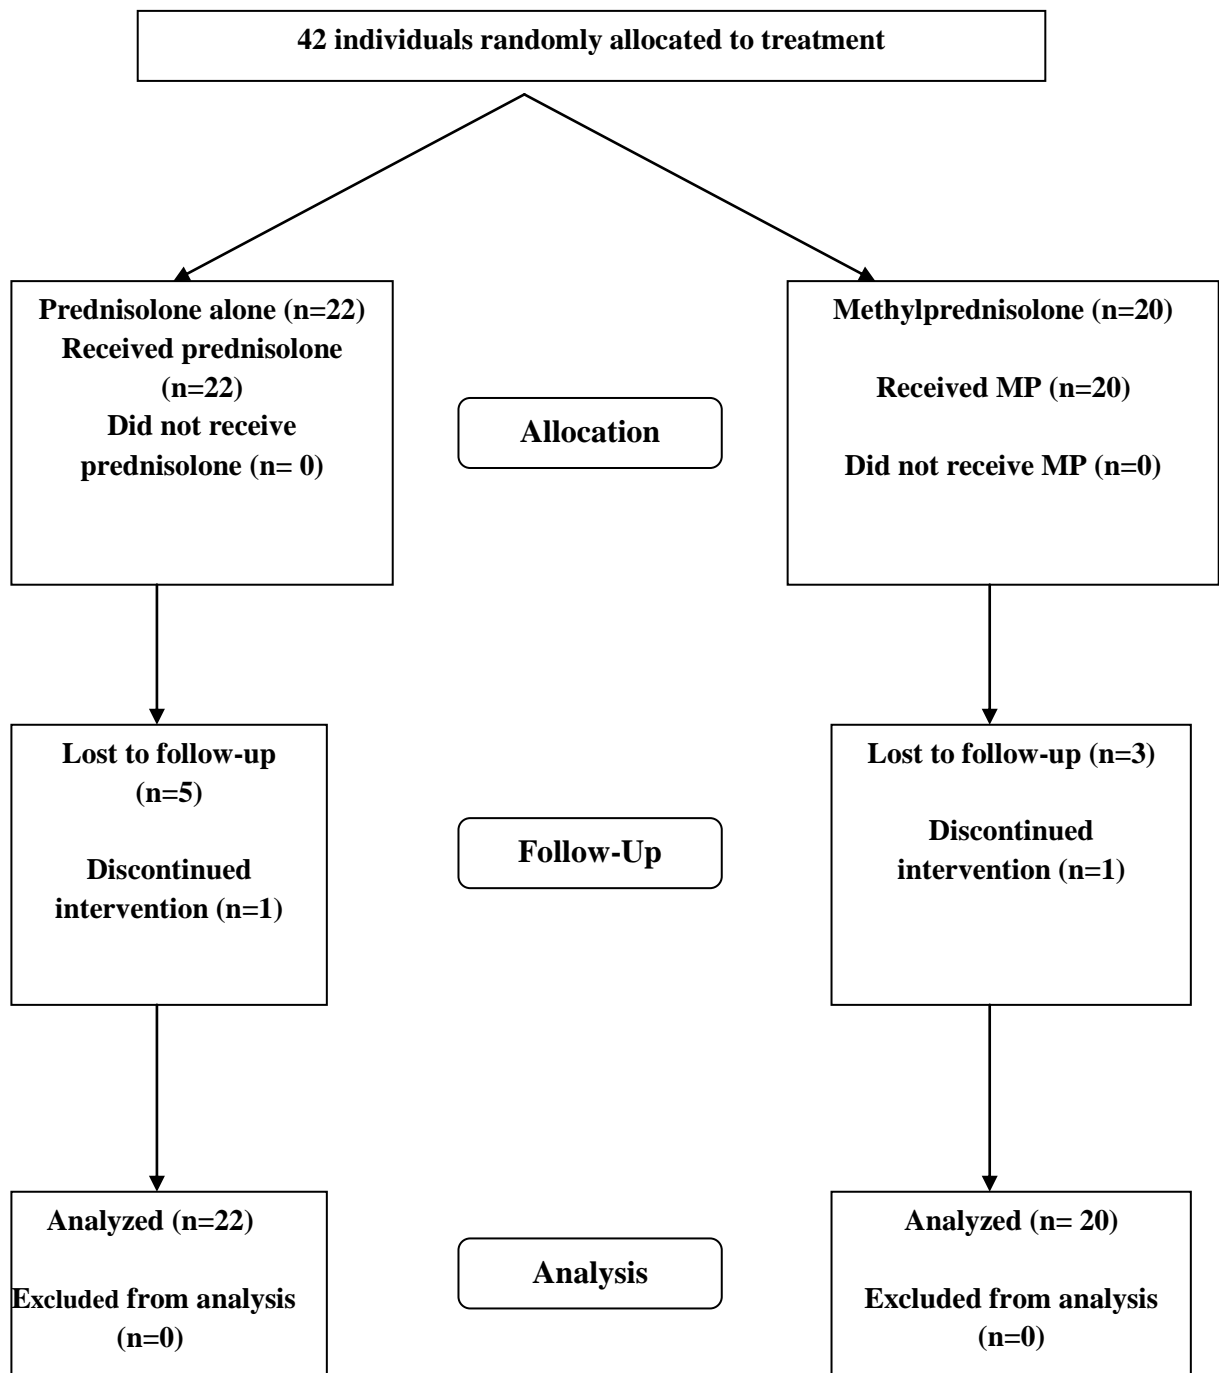 42 individuals randomly allocated to treatment
Prednisolone alone (n=22)
Received prednisolone
(n=22)
Did not receive
prednisolone (n= 0)
Methylprednisolone (n=20)
Received MP (n=20)
Did not receive MP (n=0)
Allocation
Lost to follow-up
(n=5)
Discontinued
intervention (n=1)
Lost to follow-up (n=3)
Discontinued
intervention (n=1)
Follow-Up
Analyzed (n=22)
Excluded from analysis
(n=0)
Analyzed (n= 20)
Excluded from analysis
(n=0)
Analysis